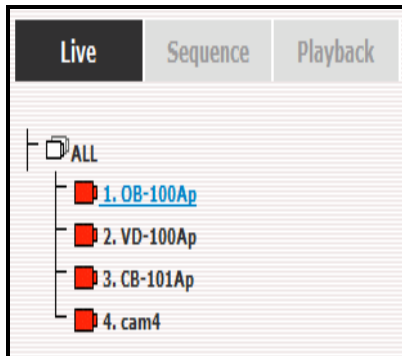 Live Sequence Playback
ALL
1. OB-100Ap
2. VD-100Ap
3. CB-101Ap
4. cam4